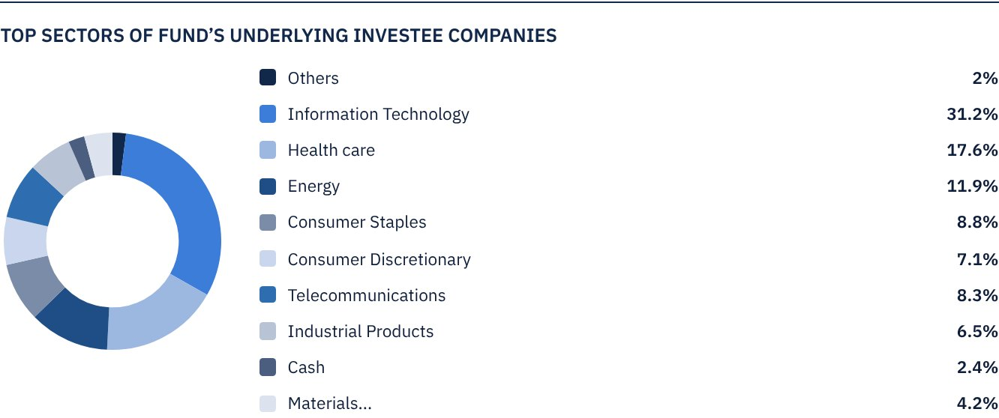 TOP SECTORS OF FUND’S UNDERLYING INVESTEE COMPANIES
Others 2%
Information Technology 31.2%
Health care 17.6%
Energy 11.9%
Consumer Staples 8.8%
Consumer Discretionary 7.1%
Telecommunications 8.3%
Industrial Products 6.5%
Cash 2.4%
Materials... 4.2%